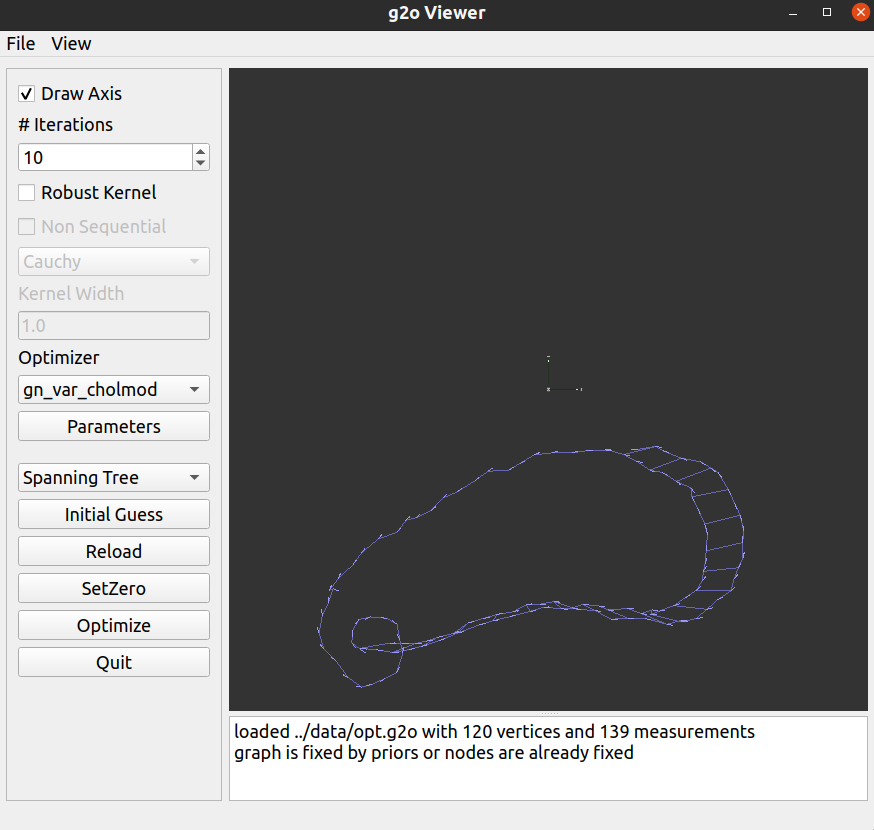 g2o Viewer
File View
Draw Axis
# Iterations
10
Robust Kernel
Non Sequential
Cauchy
Kernel Width
1.0
Optimizer
gn_var_cholmod
Parameters
Spanning Tree
Initial Guess
Reload
SetZero
Optimize
Quit
loaded ../data/opt.g2o with 120 vertices and 139 measurements
graph is fixed by priors or nodes are already fixed